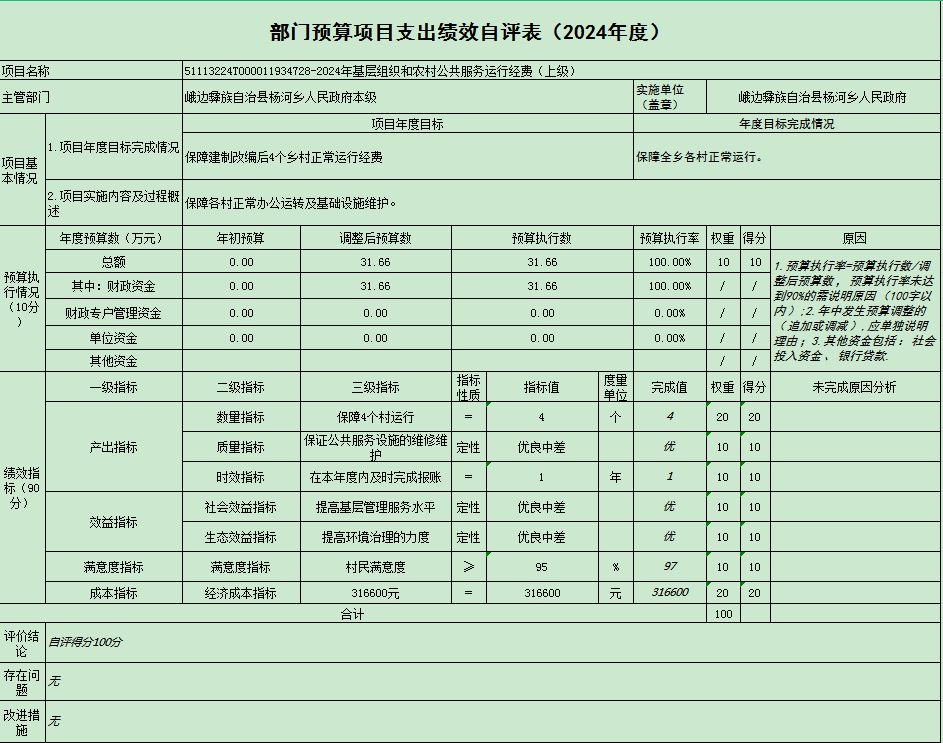 部门预算项目支出绩效自评表（2024年度）
项目名称 51113224T000011934728-2024年基层组织和农村公共服务运行经费（上级）
主管部门 峨边彝族自治县杨河乡人民政府本级 实施单位（盖章） 峨边彝族自治县杨河乡人民政府
项目基本情况 1.项目年度目标完成情况 项目年度目标 年度目标完成情况
保障建制改编后4个乡村正常运行经费 保障全乡各村正常运行。
2.项目实施内容及过程概述 保障各村正常办公运转及基础设施维护。
预算执行情况（10分） 年度预算数（万元） 年初预算 调整后预算数 预算执行数 预算执行率 权重 得分 原因
总额 0.00 31.66 31.66 100.00% 10 10 1.预算执行率=预算执行数/调整后预算数，预算执行率未达到90%的需说明原因（100字以内）;2.年中发生预算调整的（追加或调减），应单独说明理由；3.其他资金包括：社会投入资金、银行贷款.
其中：财政资金 0.00 31.66 31.66 100.00% / /
财政专户管理资金 0.00 0.00 0.00 0.00% / /
单位资金 0.00 0.00 0.00 0.00% / /
其他资金 / /
绩效指标（90分） 一级指标 二级指标 三级指标 指标性质 指标值 度量单位 完成值 权重 得分 未完成原因分析
产出指标 数量指标 保障4个村运行 = 4 个 4 20 20
质量指标 保证公共服务设施的维修维护 定性 优良中差 优 10 10
时效指标 在本年度内及时完成报账 = 1 年 1 10 10
效益指标 社会效益指标 提高基层管理服务水平 定性 优良中差 优 10 10
生态效益指标 提高环境治理的力度 定性 优良中差 优 10 10
满意度指标 满意度指标 村民满意度 ≥ 95 % 97 10 10
成本指标 经济成本指标 316600元 = 316600 元 316600 20 20
合计 100
评价结论 自评得分100分
存在问题 无
改进措施 无